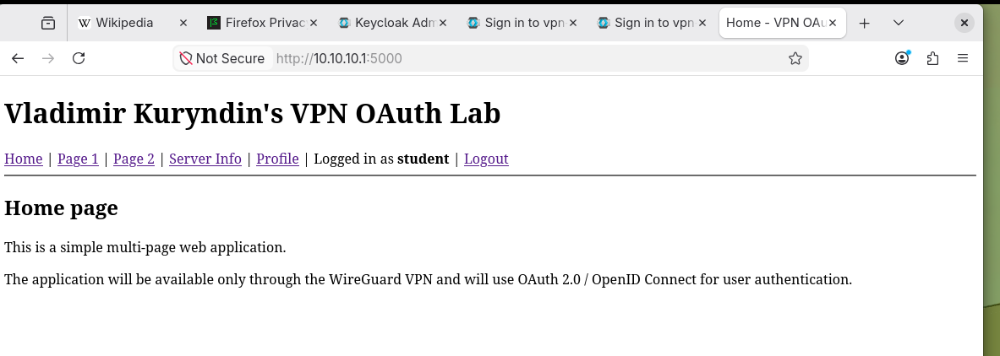 Wikipedia
Firefox Privac
Keycloak Adm
Sign in to vpn-
Sign in to vpn-
Home - VPN OAu
Not Secure http://10.10.10.1:5000
Vladimir Kuryndin's VPN OAuth Lab
Home | Page 1 | Page 2 | Server Info | Profile | Logged in as student | Logout
Home page
This is a simple multi-page web application.
The application will be available only through the WireGuard VPN and will use OAuth 2.0 / OpenID Connect for user authentication.